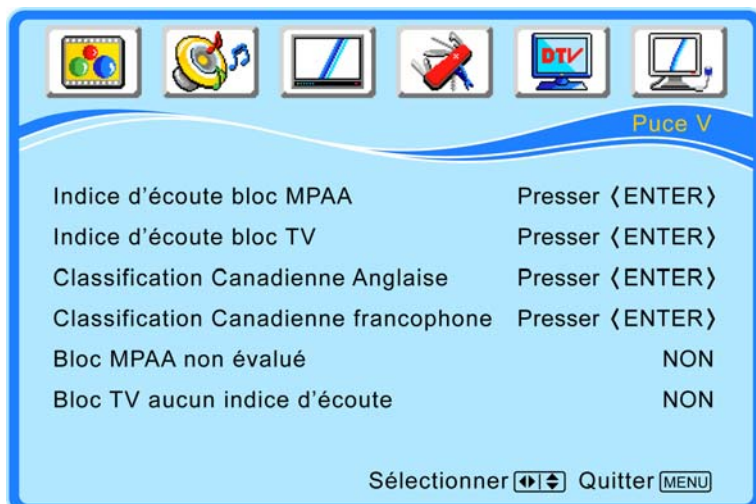 DTV
Puce V
Indice d'écoute bloc MPAA Presser ⟨ENTER⟩
Indice d'écoute bloc TV Presser ⟨ENTER⟩
Classification Canadienne Anglaise Presser ⟨ENTER⟩
Classification Canadienne francophone Presser ⟨ENTER⟩
Bloc MPAA non évalué NON
Bloc TV aucun indice d'écoute NON
Sélectionner Quitter MENU